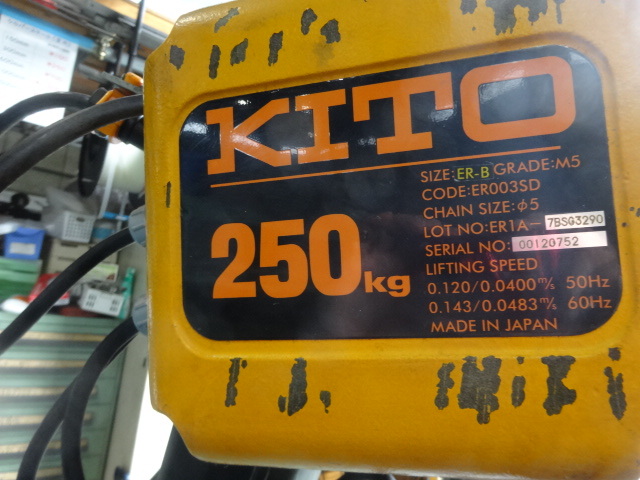 KITO
250kg
SIZE:ER-B GRADE:M5
CODE:ER003SD
CHAIN SIZE:φ5
LOT NO:ER1A-7BSQ3290
SERIAL NO:00120752
LIFTING SPEED
0.120/0.0400m/s 50Hz
0.143/0.0483m/s 60Hz
MADE IN JAPAN